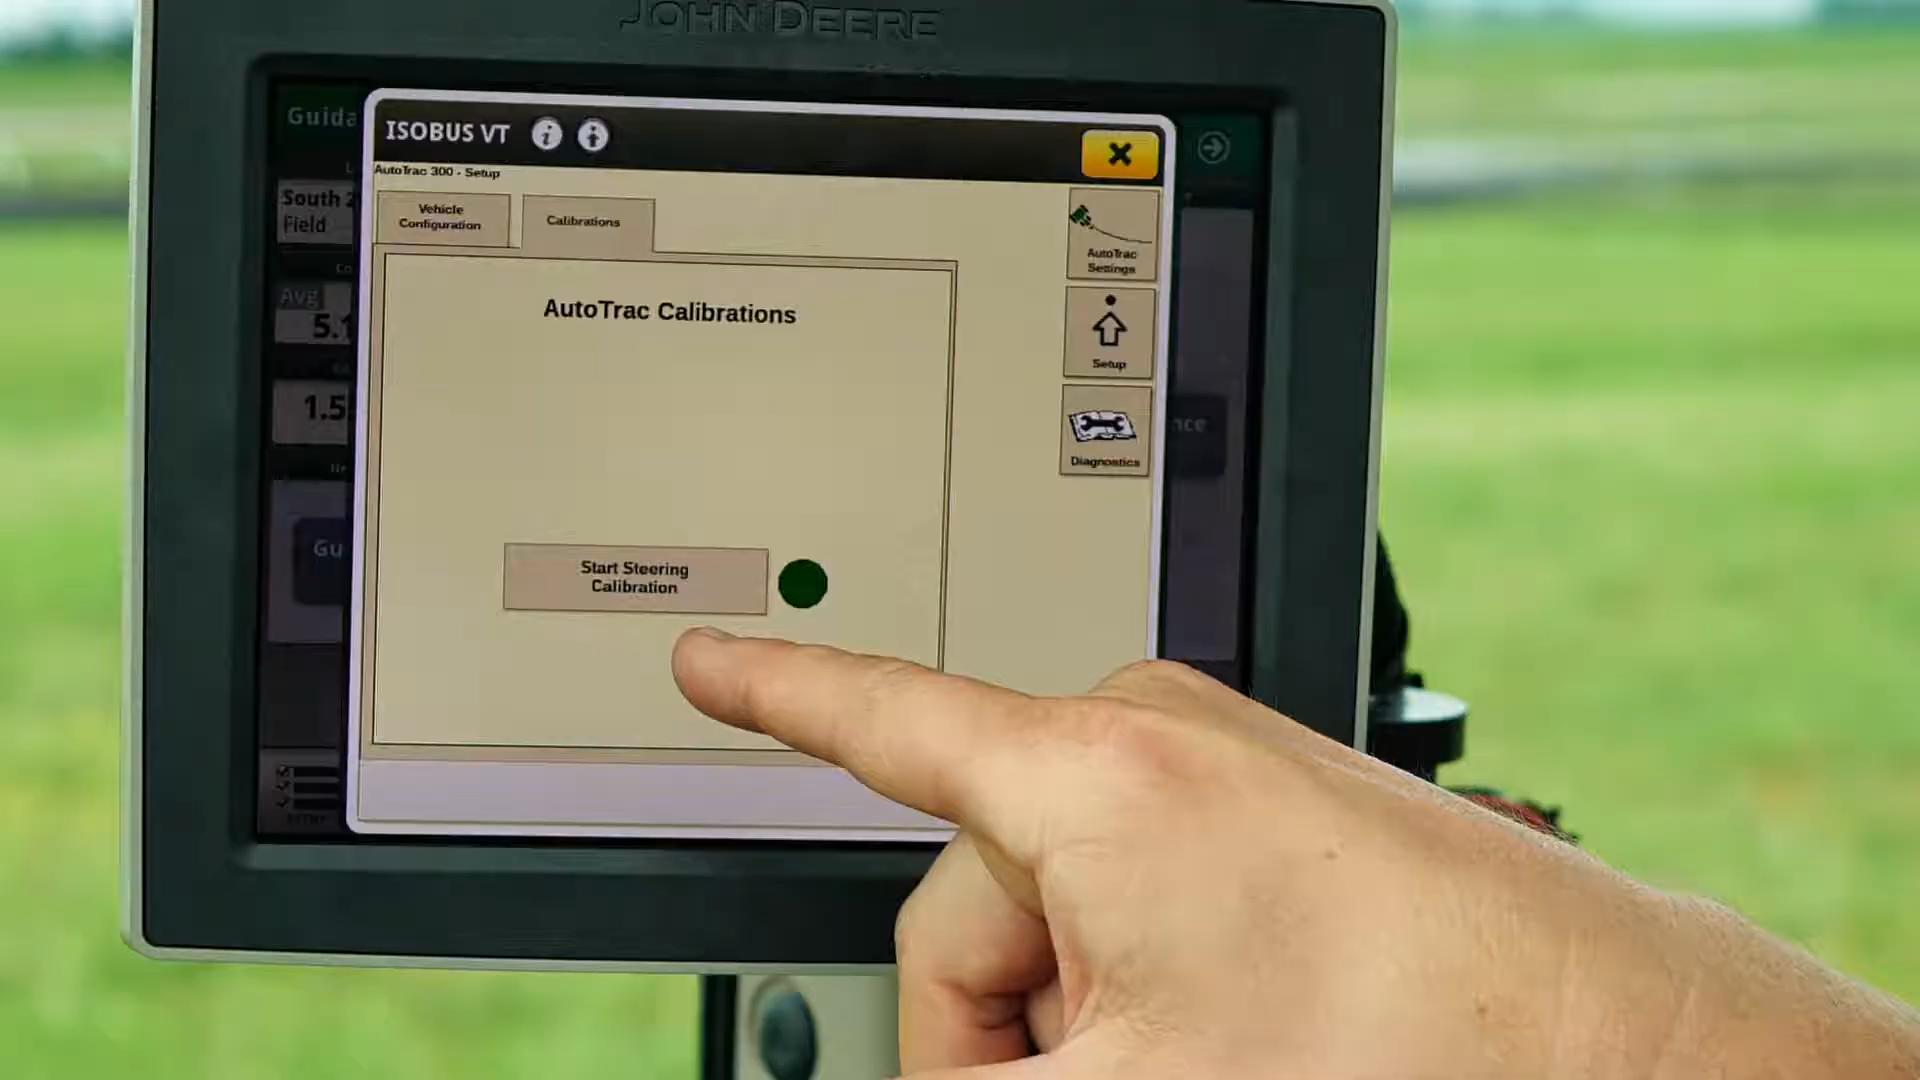 JOHN DEERE
Guida
ISOBUS VT
AutoTrac 300 - Setup
South 2
Field
Vehicle
Configuration
Calibrations
AutoTrac
Settings
Avg
5.1
AutoTrac Calibrations
Setup
1.5
nce
Diagnostics
Gu
Start Steering
Calibration